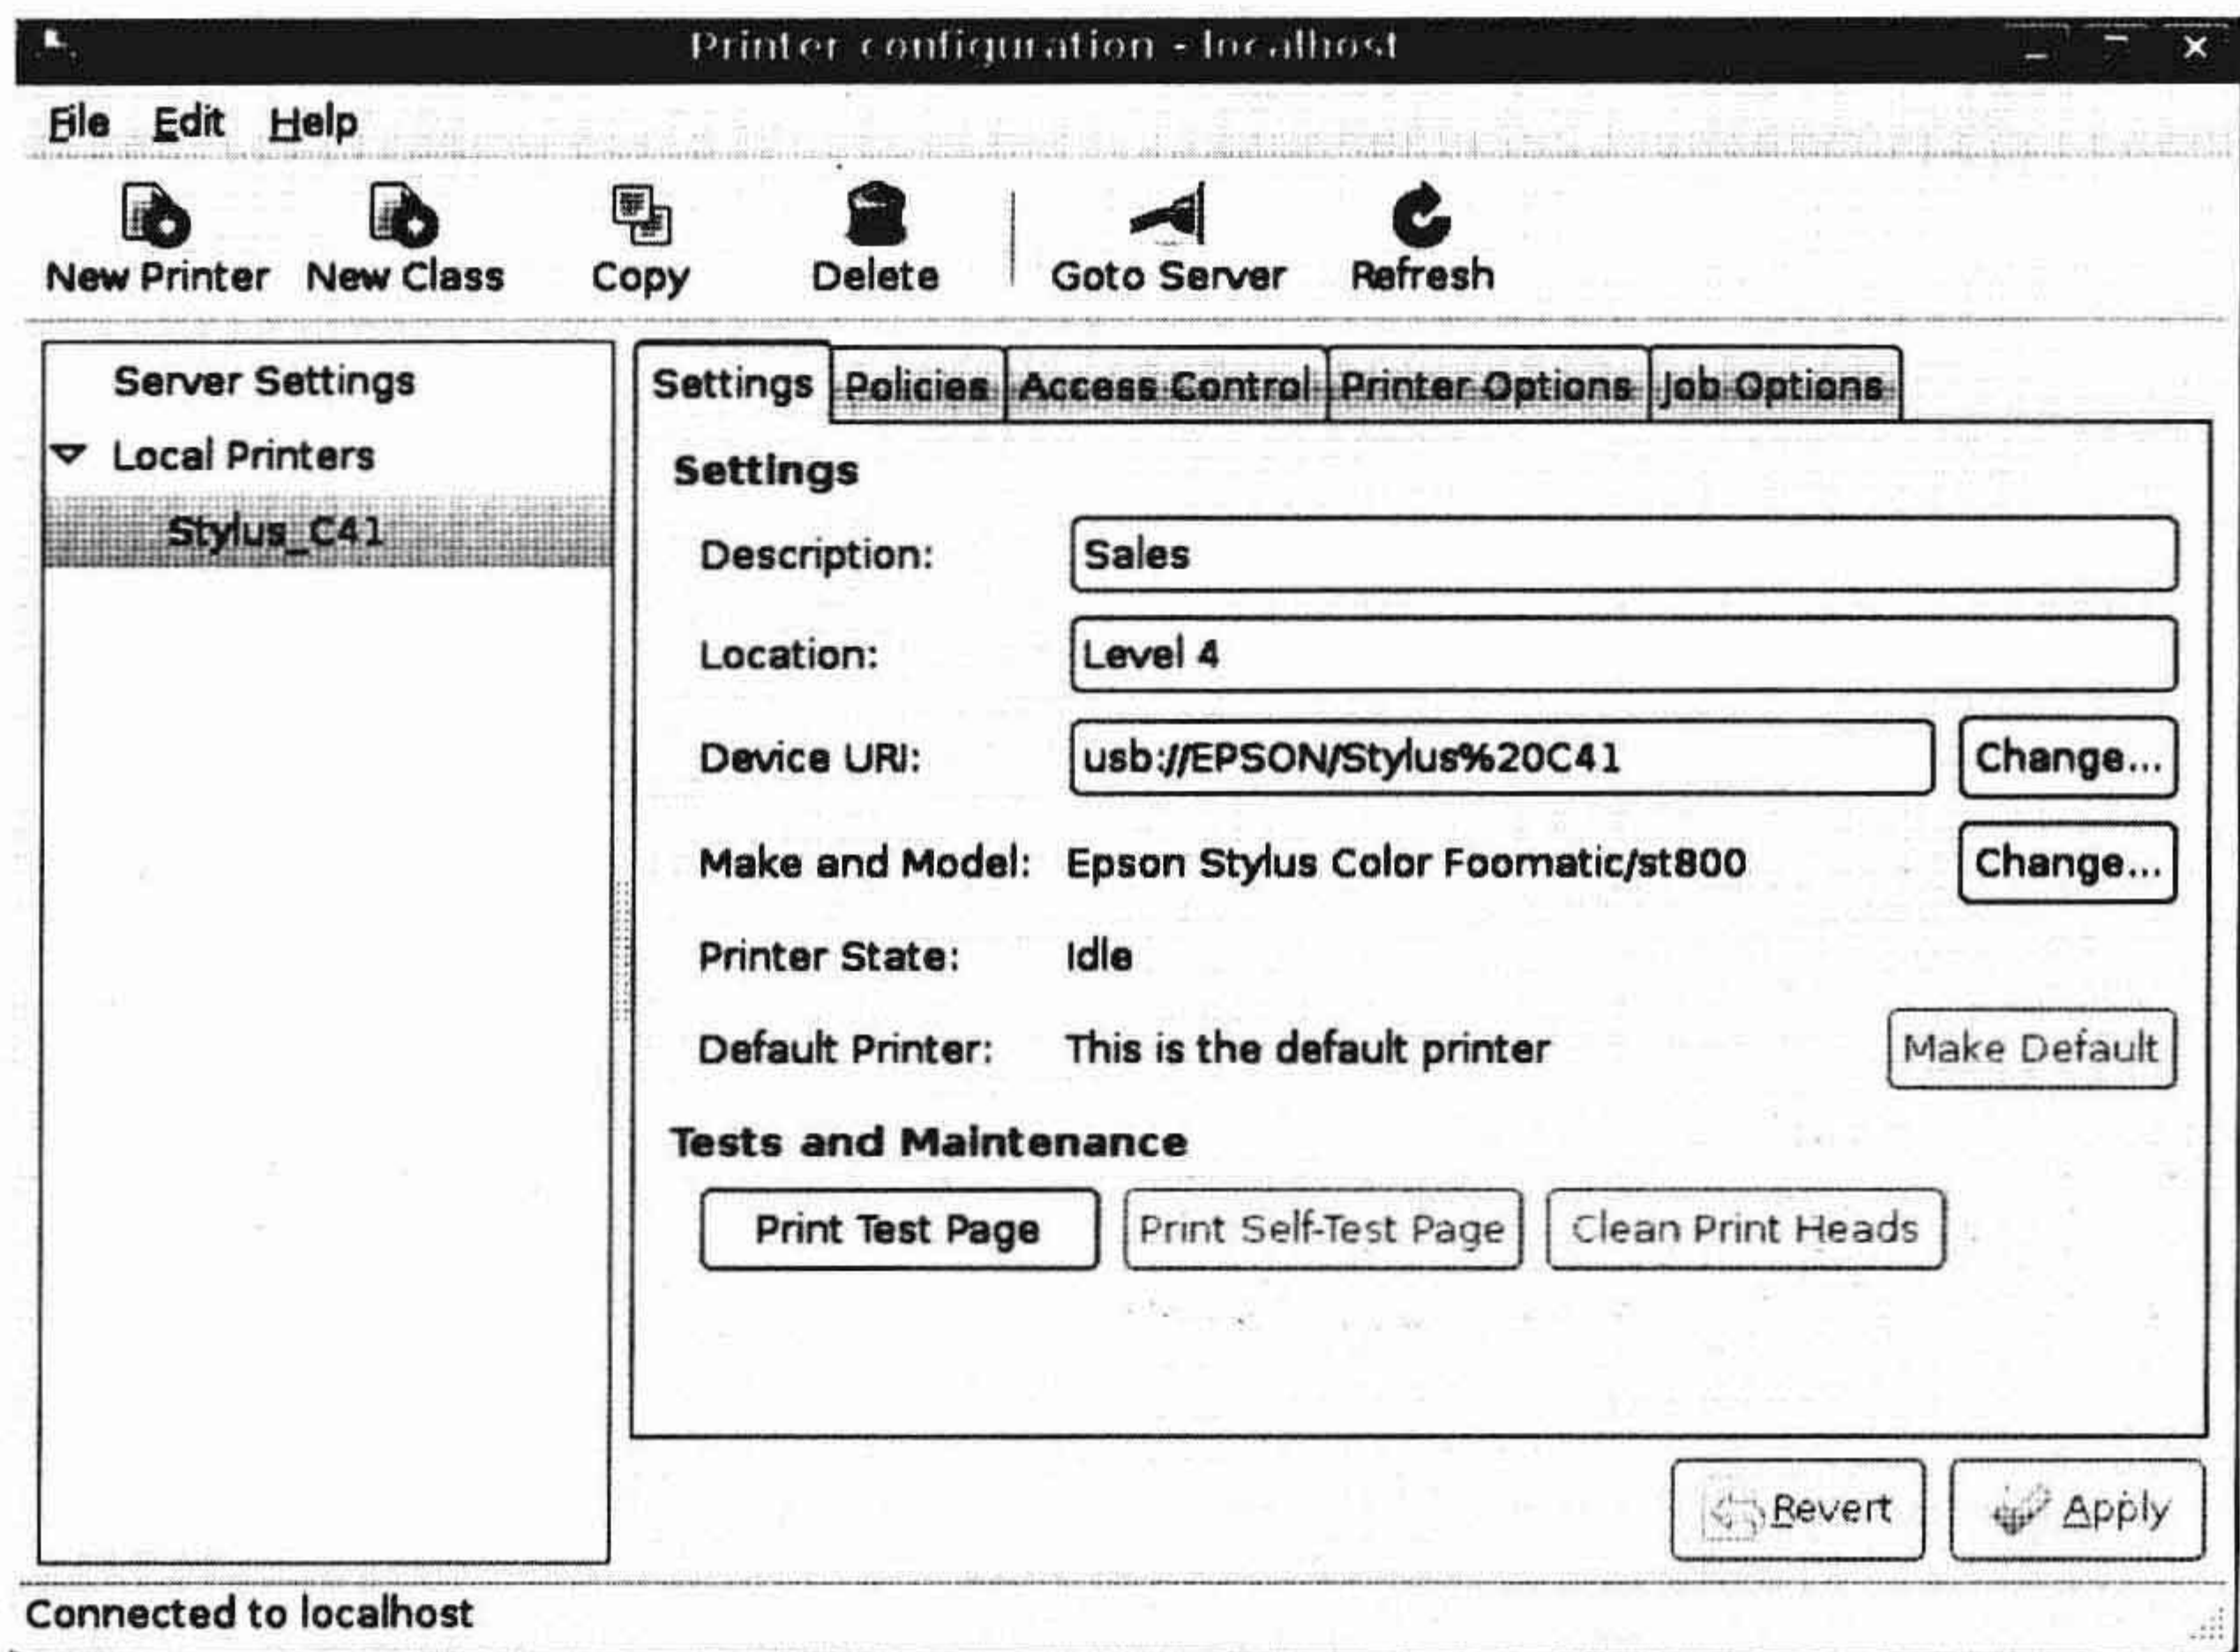 Printer configuration - localhost
File Edit Help
New Printer New Class Copy Delete Goto Server Refresh
Server Settings
Local Printers
Stylus_C41
Settings Policies Access Control Printer Options Job Options
Settings
Description: Sales
Location: Level 4
Device URI: usb://EPSON/Stylus%20C41 Change...
Make and Model: Epson Stylus Color Foomatic/st800 Change...
Printer State: Idle
Default Printer: This is the default printer Make Default
Tests and Maintenance
Print Test Page Print Self-Test Page Clean Print Heads
Revert Apply
Connected to localhost